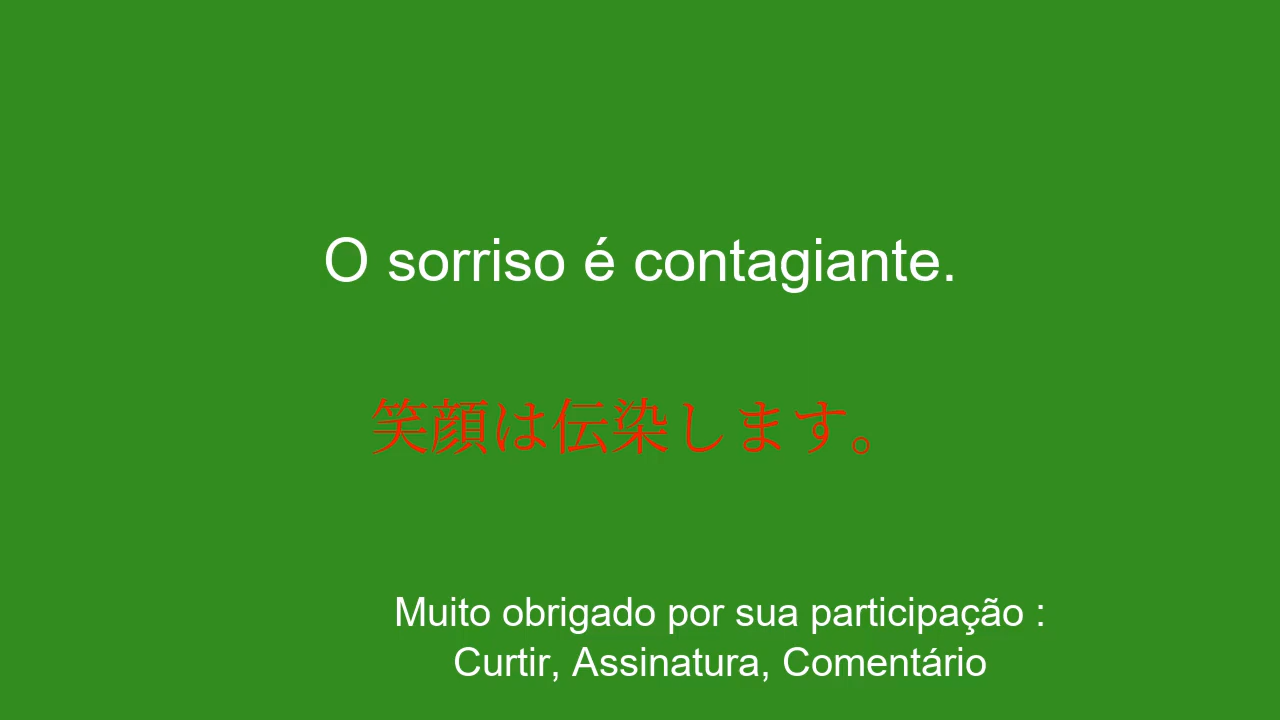 O sorriso é contagiante.
笑顔は伝染します。
Muito obrigado por sua participação :
Curtir, Assinatura, Comentário